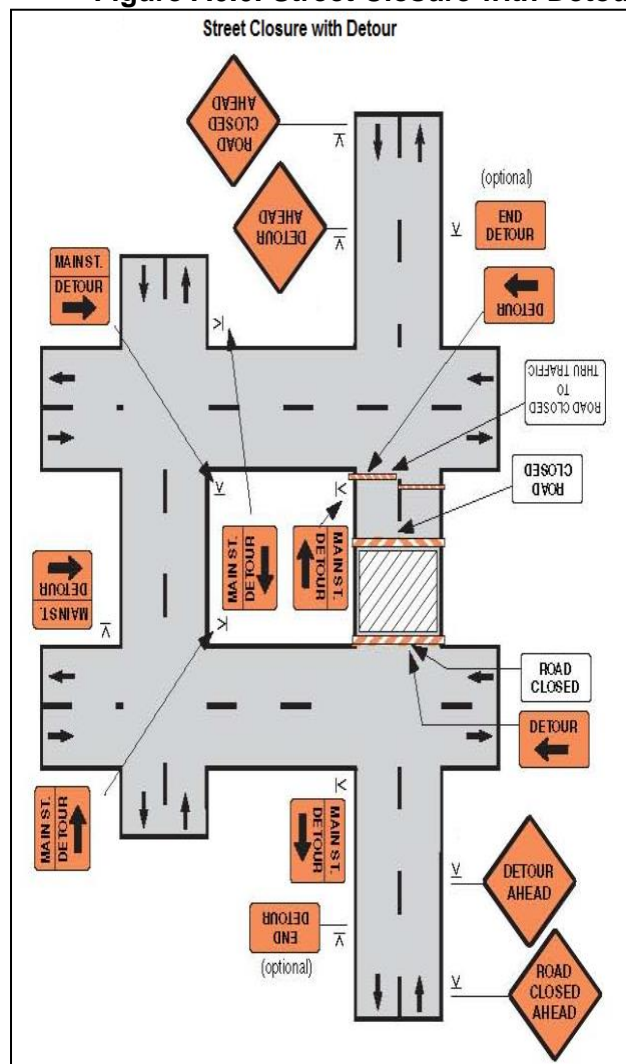 Figure
Street Closure with
Street Closure with Detour
ROAD
CLOSED
AHEAD
DETOUR
AHEAD
(optional)
END
DETOUR
MAIN ST.
DETOUR
DETOUR
ROAD CLOSED
TO
THRU TRAFFIC
ROAD
CLOSED
MAIN ST.
DETOUR
MAIN ST.
DETOUR
MAIN ST.
DETOUR
ROAD
CLOSED
DETOUR
MAIN ST.
DETOUR
MAIN ST.
DETOUR
DETOUR
AHEAD
END
DETOUR
(optional)
ROAD
CLOSED
AHEAD